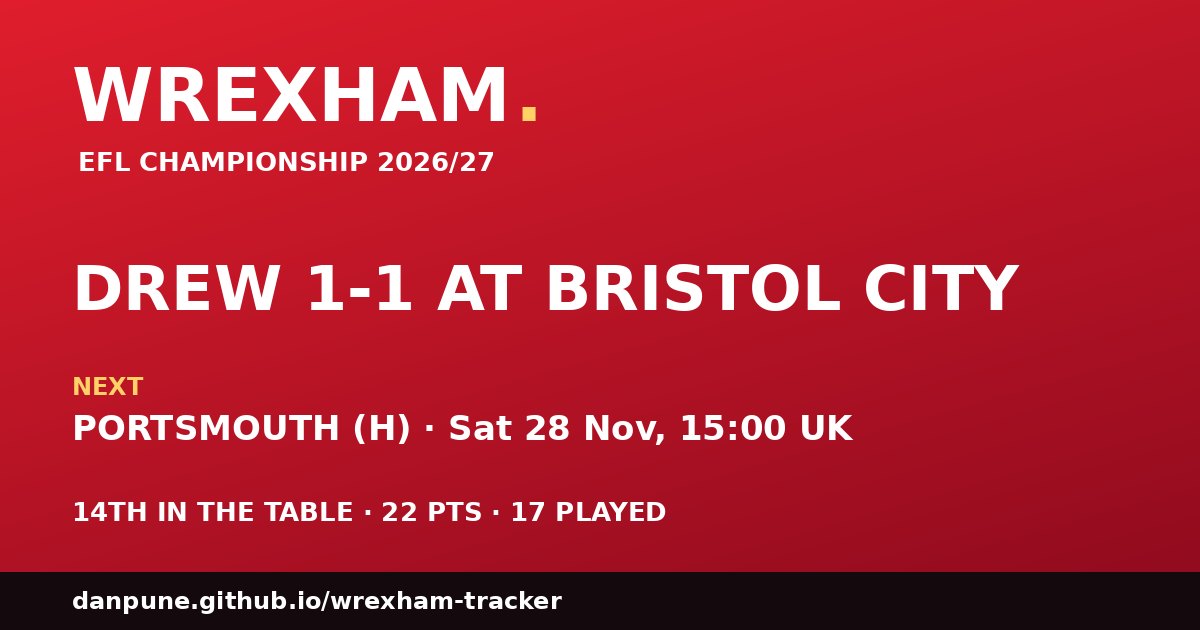 WREXHAM.
EFL CHAMPIONSHIP 2026/27
DREW 1-1 AT BRISTOL CITY
NEXT
PORTSMOUTH (H) · Sat 28 Nov, 15:00 UK
14TH IN THE TABLE · 22 PTS · 17 PLAYED
danpune.github.io/wrexham-tracker